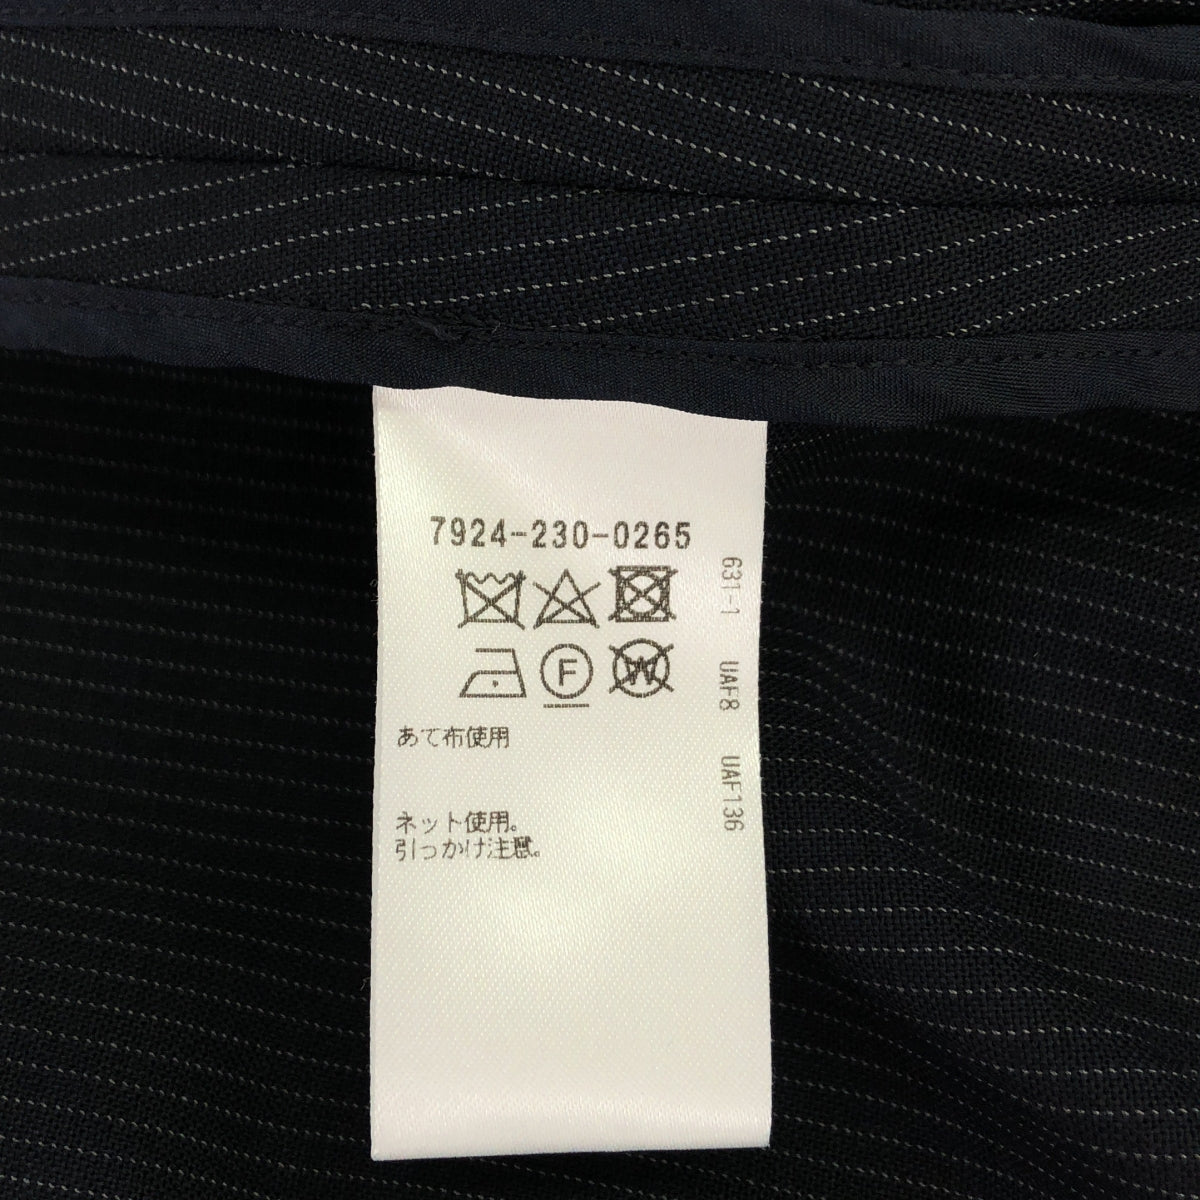 7924-230-0265
F
W
あて布使用
ネット使用。
引っかけ注意。
631-1 UAF8 UAF136